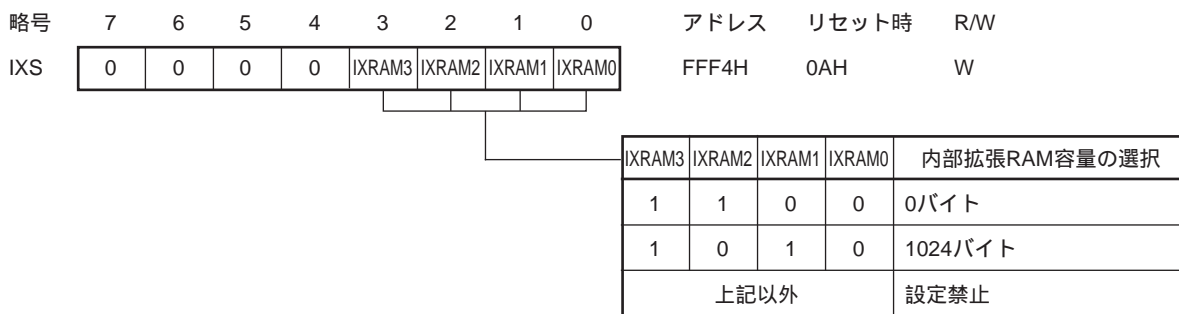 略号 7 6 5 4 3 2 1 0 アドレス リセット時 R/W
IXS 0 0 0 0 IXRAM3 IXRAM2 IXRAM1 IXRAM0 FFF4H 0AH W
IXRAM3 IXRAM2 IXRAM1 IXRAM0 内部拡張RAM容量の選択
1 1 0 0 0バイト
1 0 1 0 1024バイト
上記以外 設定禁止